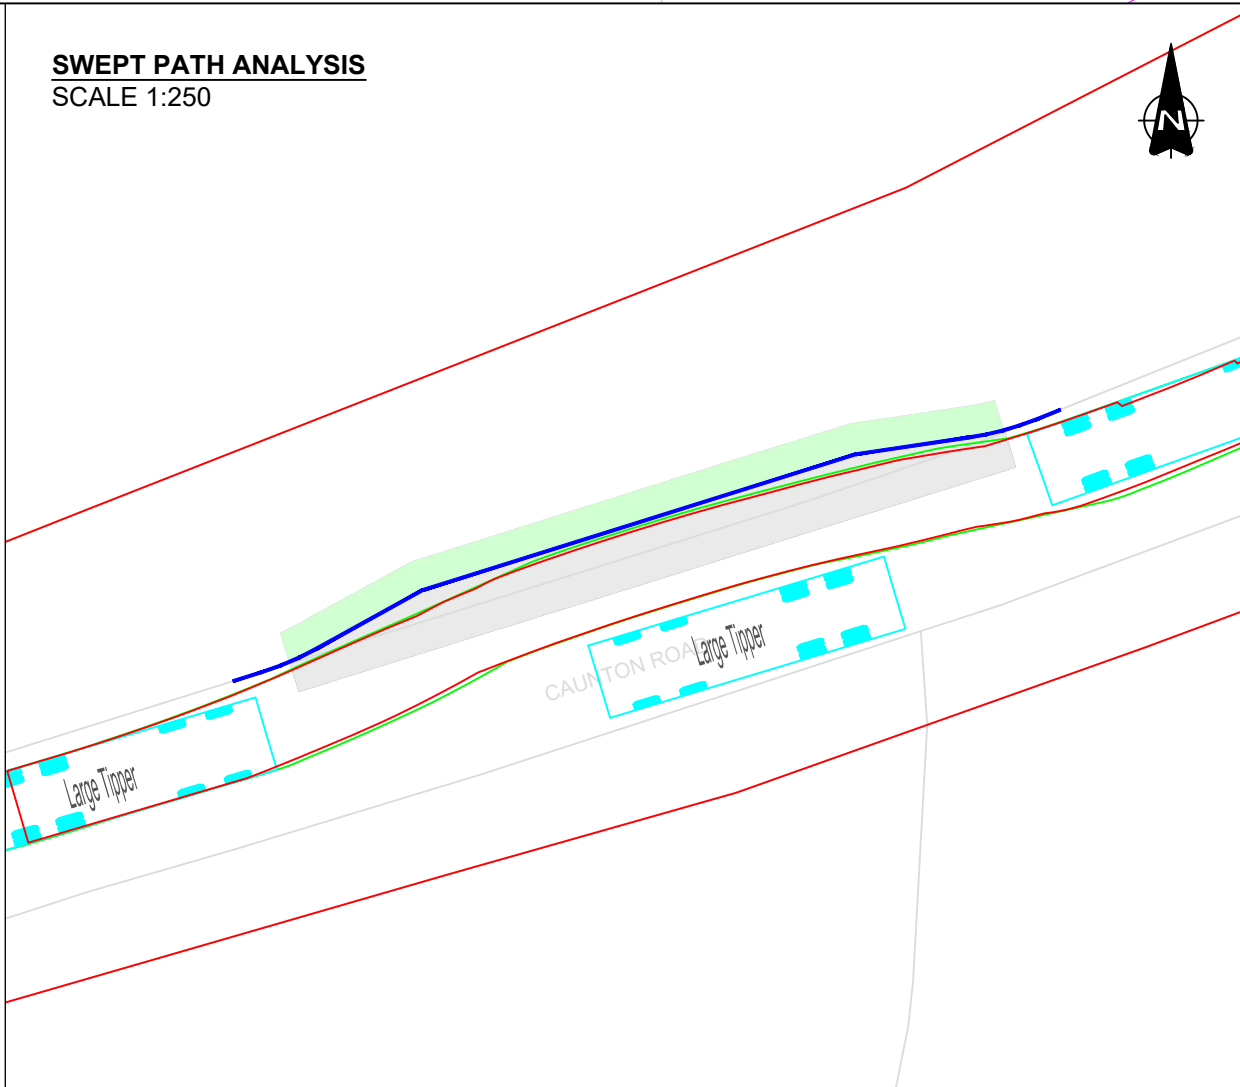 SWEPT PATH ANALYSIS
SCALE 1:250
N
CAUNTON ROAD
Large Tipper
Large Tipper